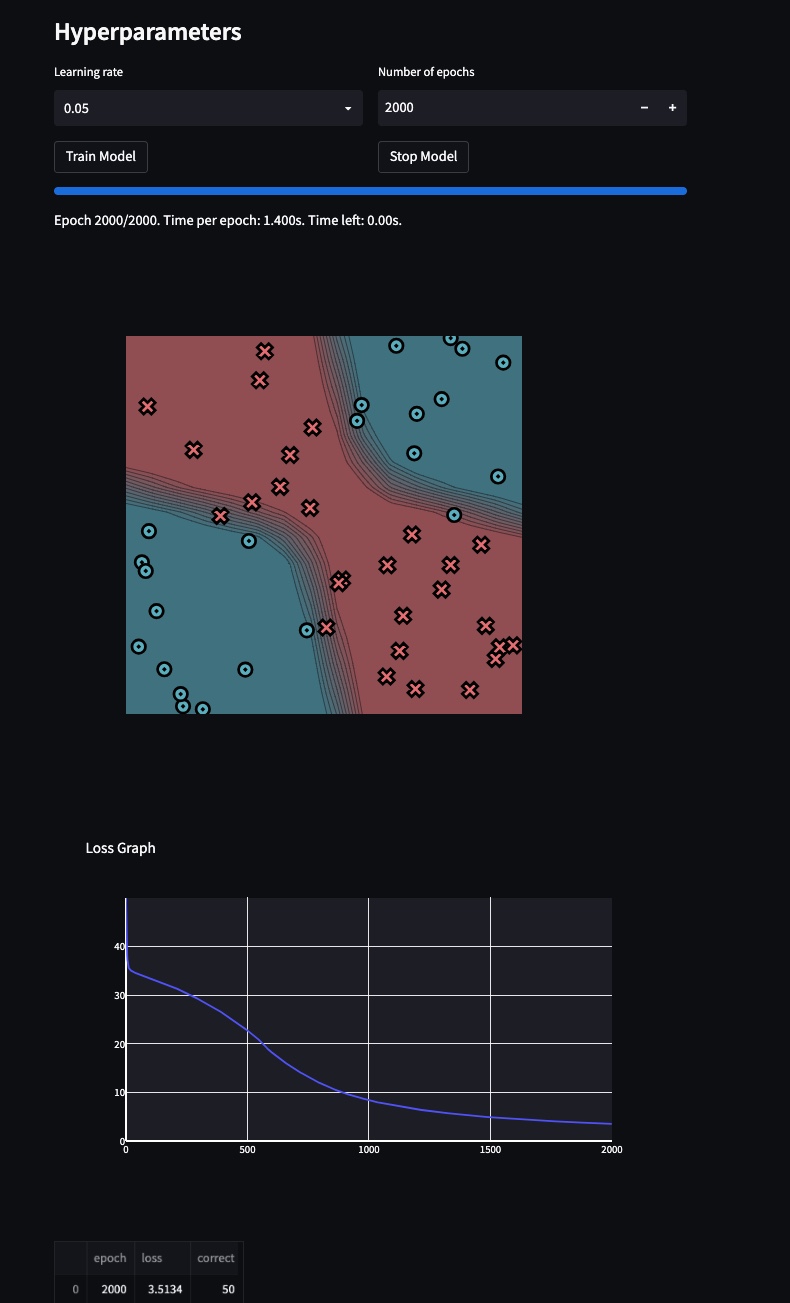 Hyperparameters
Learning rate Number of epochs
0.05 2000 − +
Train Model Stop Model
Epoch 2000/2000. Time per epoch: 1.400s. Time left: 0.00s.
Loss Graph
40
30
20
10
0
0 500 1000 1500 2000
epoch loss correct
0 2000 3.5134 50